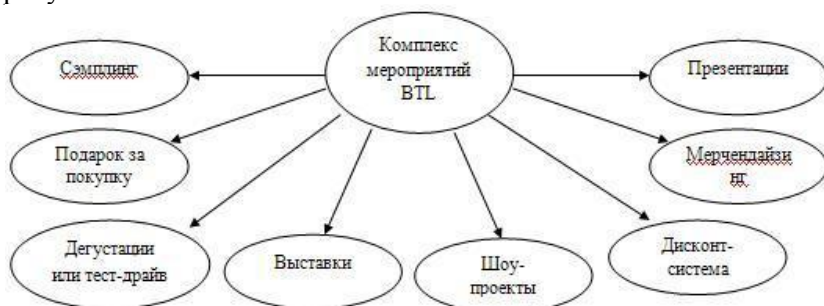 Комплекс
мероприятий
BTL
Сэмплинг
Презентации
Подарок за
покупку
Мерчендайзи
нг
Дегустации
или тест-драйв
Выставки
Шоу-
проекты
Дисконт-
система